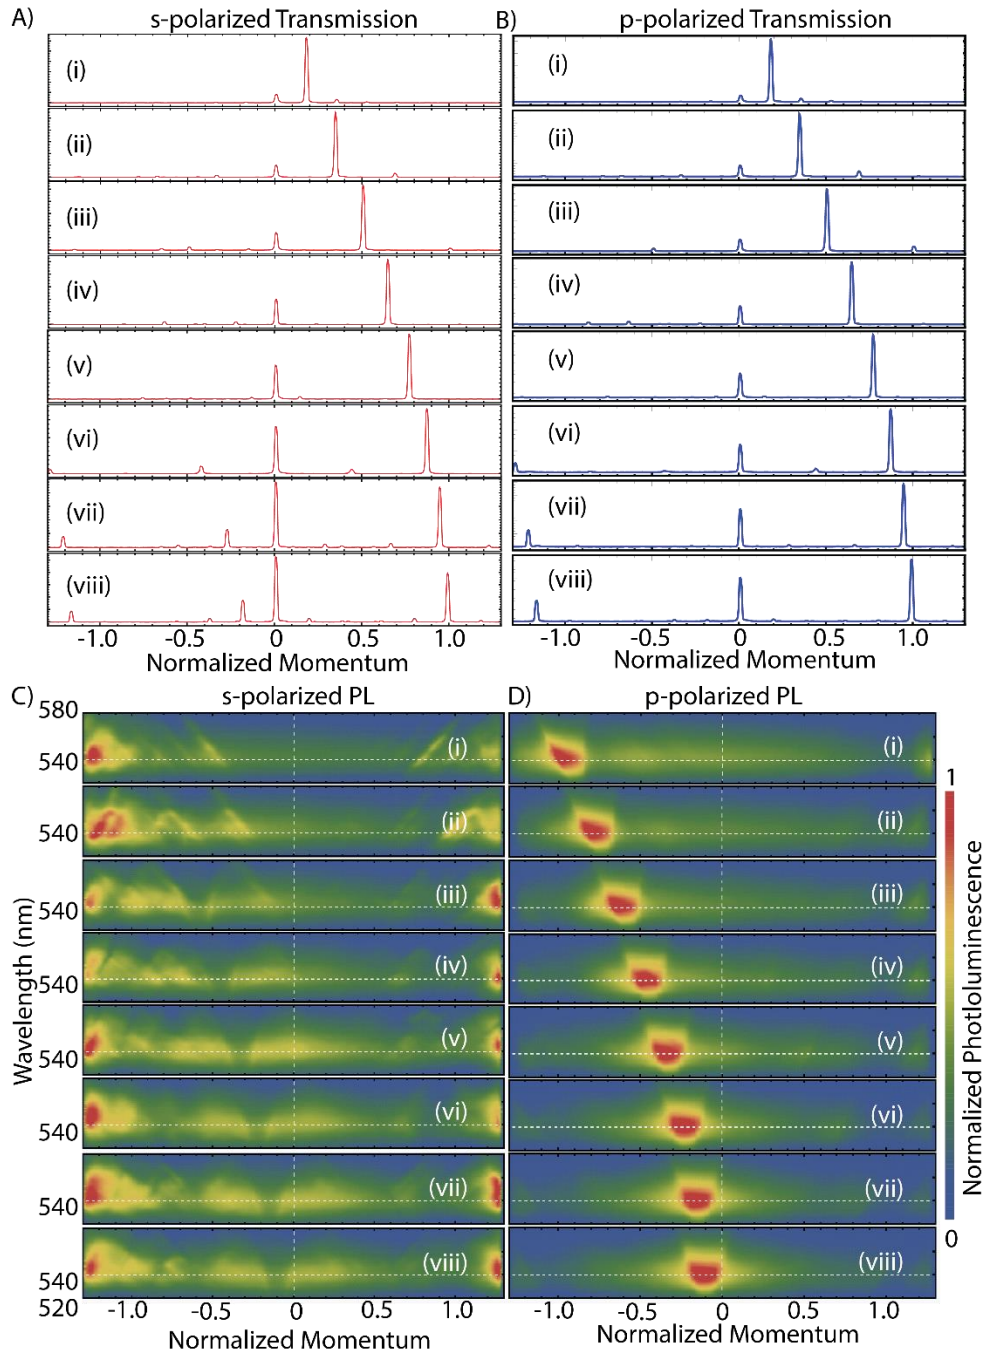 A) s-polarized Transmission
(i)
(ii)
(iii)
(iv)
(v)
(vi)
(vii)
(viii)
-1.0 -0.5 0 0.5 1.0
Normalized Momentum
B) p-polarized Transmission
(i)
(ii)
(iii)
(iv)
(v)
(vi)
(vii)
(viii)
-1.0 -0.5 0 0.5 1.0
Normalized Momentum
C) s-polarized PL
580
540 (i)
540 (ii)
540 (iii)
540 (iv)
540 (v)
540 (vi)
540 (vii)
540 (viii)
520
Wavelength (nm)
-1.0 -0.5 0 0.5 1.0
Normalized Momentum
D) p-polarized PL
(i)
(ii)
(iii)
(iv)
(v)
(vi)
(vii)
(viii)
-1.0 -0.5 0 0.5 1.0
Normalized Momentum
1
Normalized Photloluminescence
0